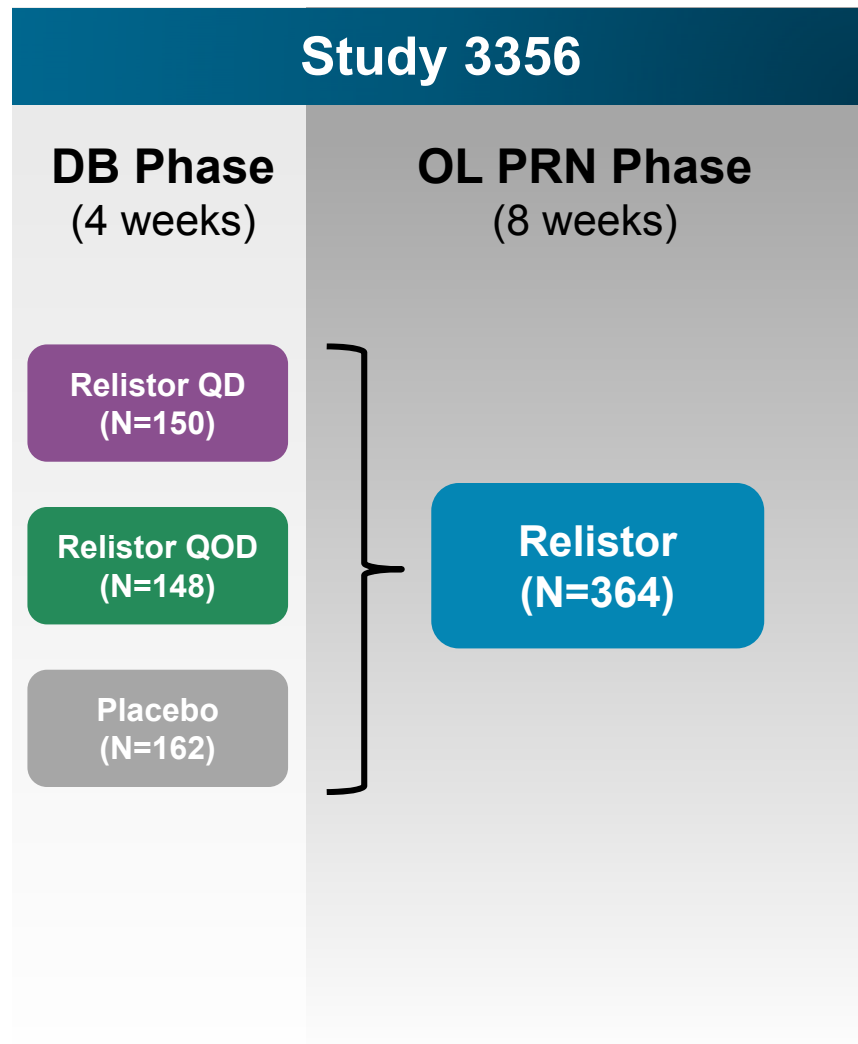 Study 3356
DB Phase
(4 weeks)
OL PRN Phase
(8 weeks)
Relistor QD
(N=150)
Relistor QOD
(N=148)
Placebo
(N=162)
Relistor
(N=364)